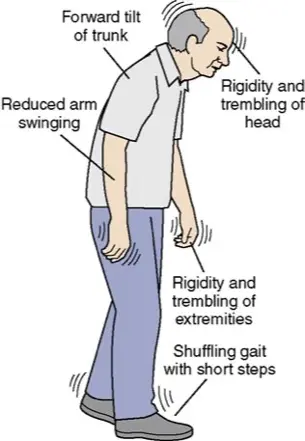 Forward tilt
of trunk
Rigidity and
trembling of
head
Reduced arm
swinging
Rigidity and
trembling of
extremities
Shuffling gait
with short steps